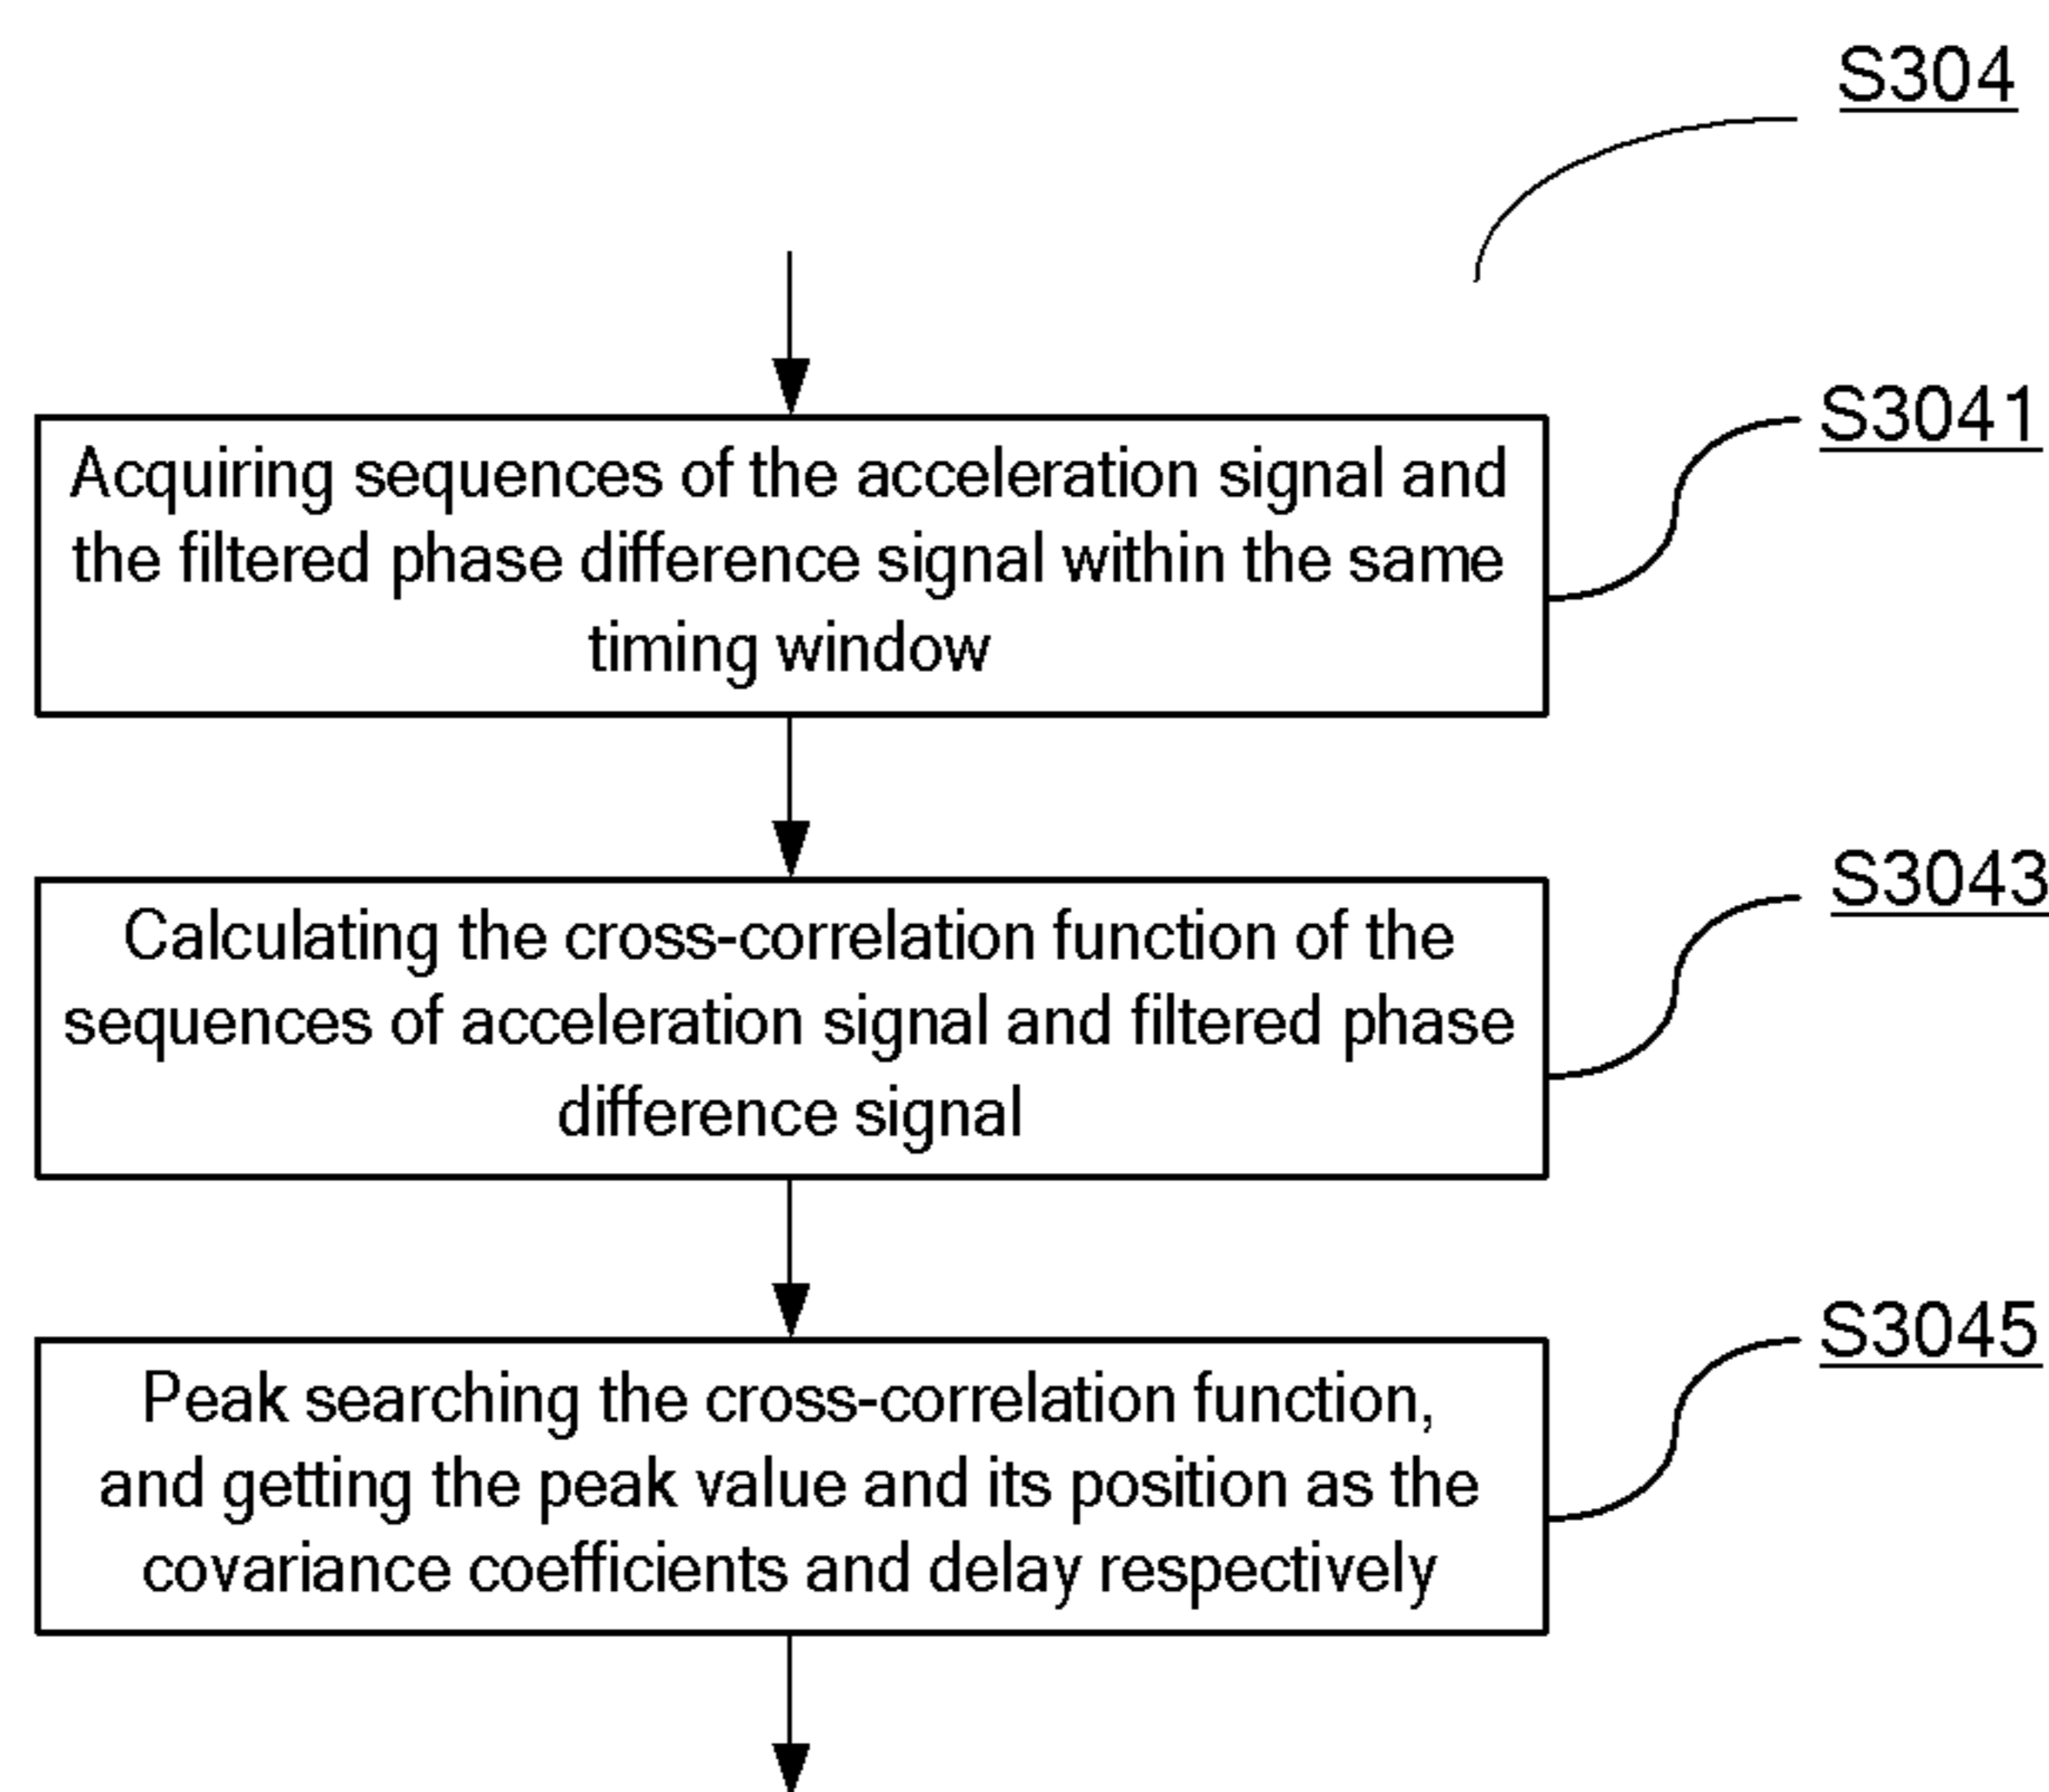 S304
S3041
Acquiring sequences of the acceleration signal and
the filtered phase difference signal within the same
timing window
S3043
Calculating the cross-correlation function of the
sequences of acceleration signal and filtered phase
difference signal
S3045
Peak searching the cross-correlation function,
and getting the peak value and its position as the
covariance coefficients and delay respectively